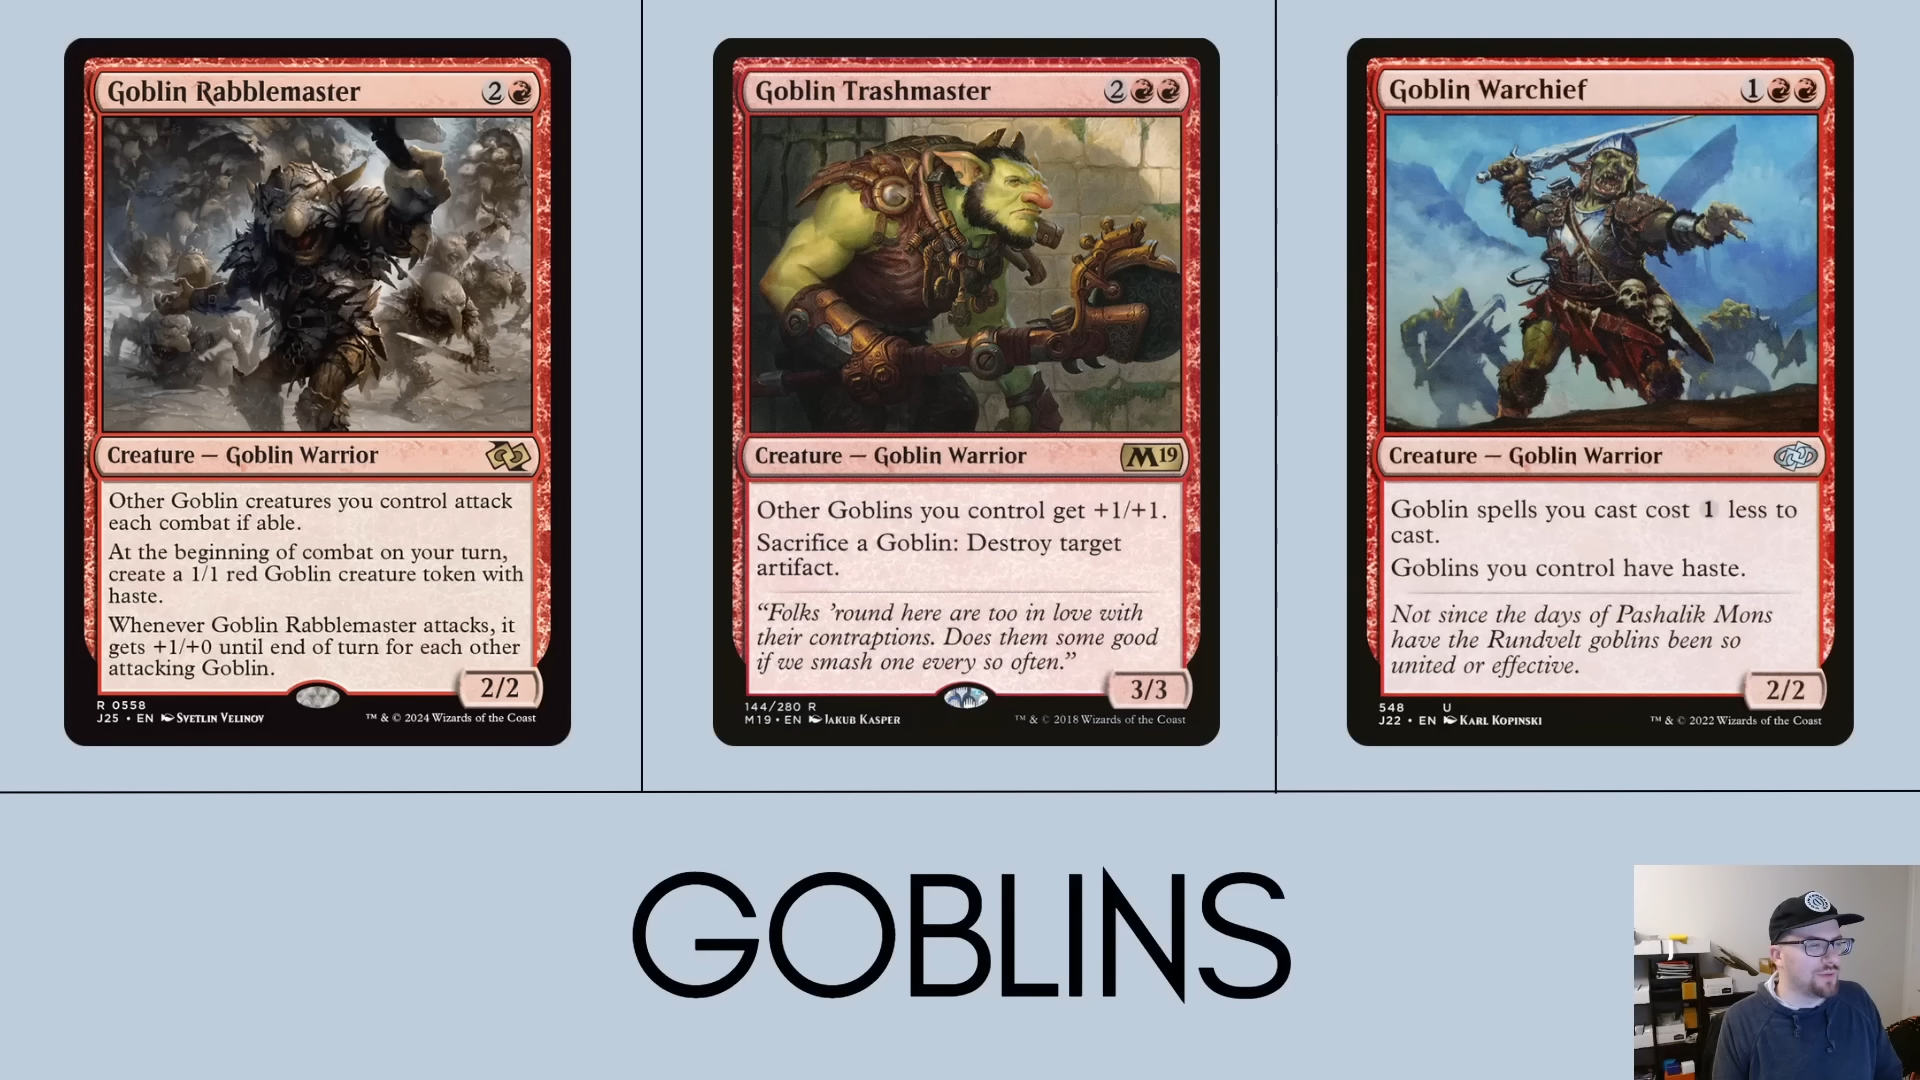 Goblin Rabblemaster 2
Creature — Goblin Warrior
Other Goblin creatures you control attack
each combat if able.
At the beginning of combat on your turn,
create a 1/1 red Goblin creature token with
haste.
Whenever Goblin Rabblemaster attacks, it
gets +1/+0 until end of turn for each other
attacking Goblin.
2/2
R 0558
J25 • EN Svetlin Velinov
™ & © 2024 Wizards of the Coast
Goblin Trashmaster 2
Creature — Goblin Warrior M19
Other Goblins you control get +1/+1.
Sacrifice a Goblin: Destroy target
artifact.
“Folks ’round here are too in love with
their contraptions. Does them some good
if we smash one every so often.”
3/3
144/280 R
M19 • EN Jakub Kasper
™ & © 2018 Wizards of the Coast
Goblin Warchief 1
Creature — Goblin Warrior
Goblin spells you cast cost 1 less to
cast.
Goblins you control have haste.
Not since the days of Pashalik Mons
have the Rundvelt goblins been so
united or effective.
2/2
548 U
J22 • EN Karl Kopinski
™ & © 2022 Wizards of the Coast
GOBLINS